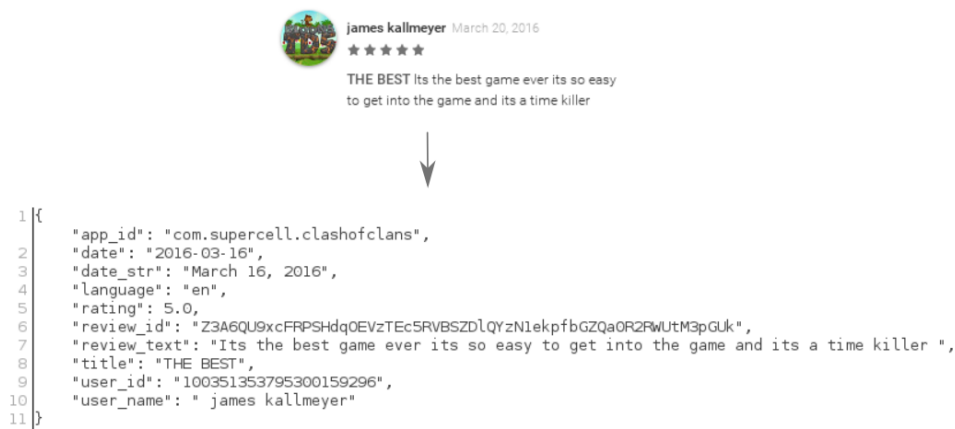 james kallmeyer March 20, 2016
THE BEST Its the best game ever its so easy
to get into the game and its a time killer
1 {
"app_id": "com.supercell.clashofclans",
2 "date": "2016-03-16",
3 "date_str": "March 16, 2016",
4 "language": "en",
5 "rating": 5.0,
6 "review_id": "Z3A6QU9xcFRPSHdqOEVzTEc5RVBSZDlQYzN1ekpfbGZQa0R2RWUtM3pGUk",
7 "review_text": "Its the best game ever its so easy to get into the game and its a time killer ",
8 "title": "THE BEST",
9 "user_id": "100351353795300159296",
10 "user_name": " james kallmeyer"
11 }